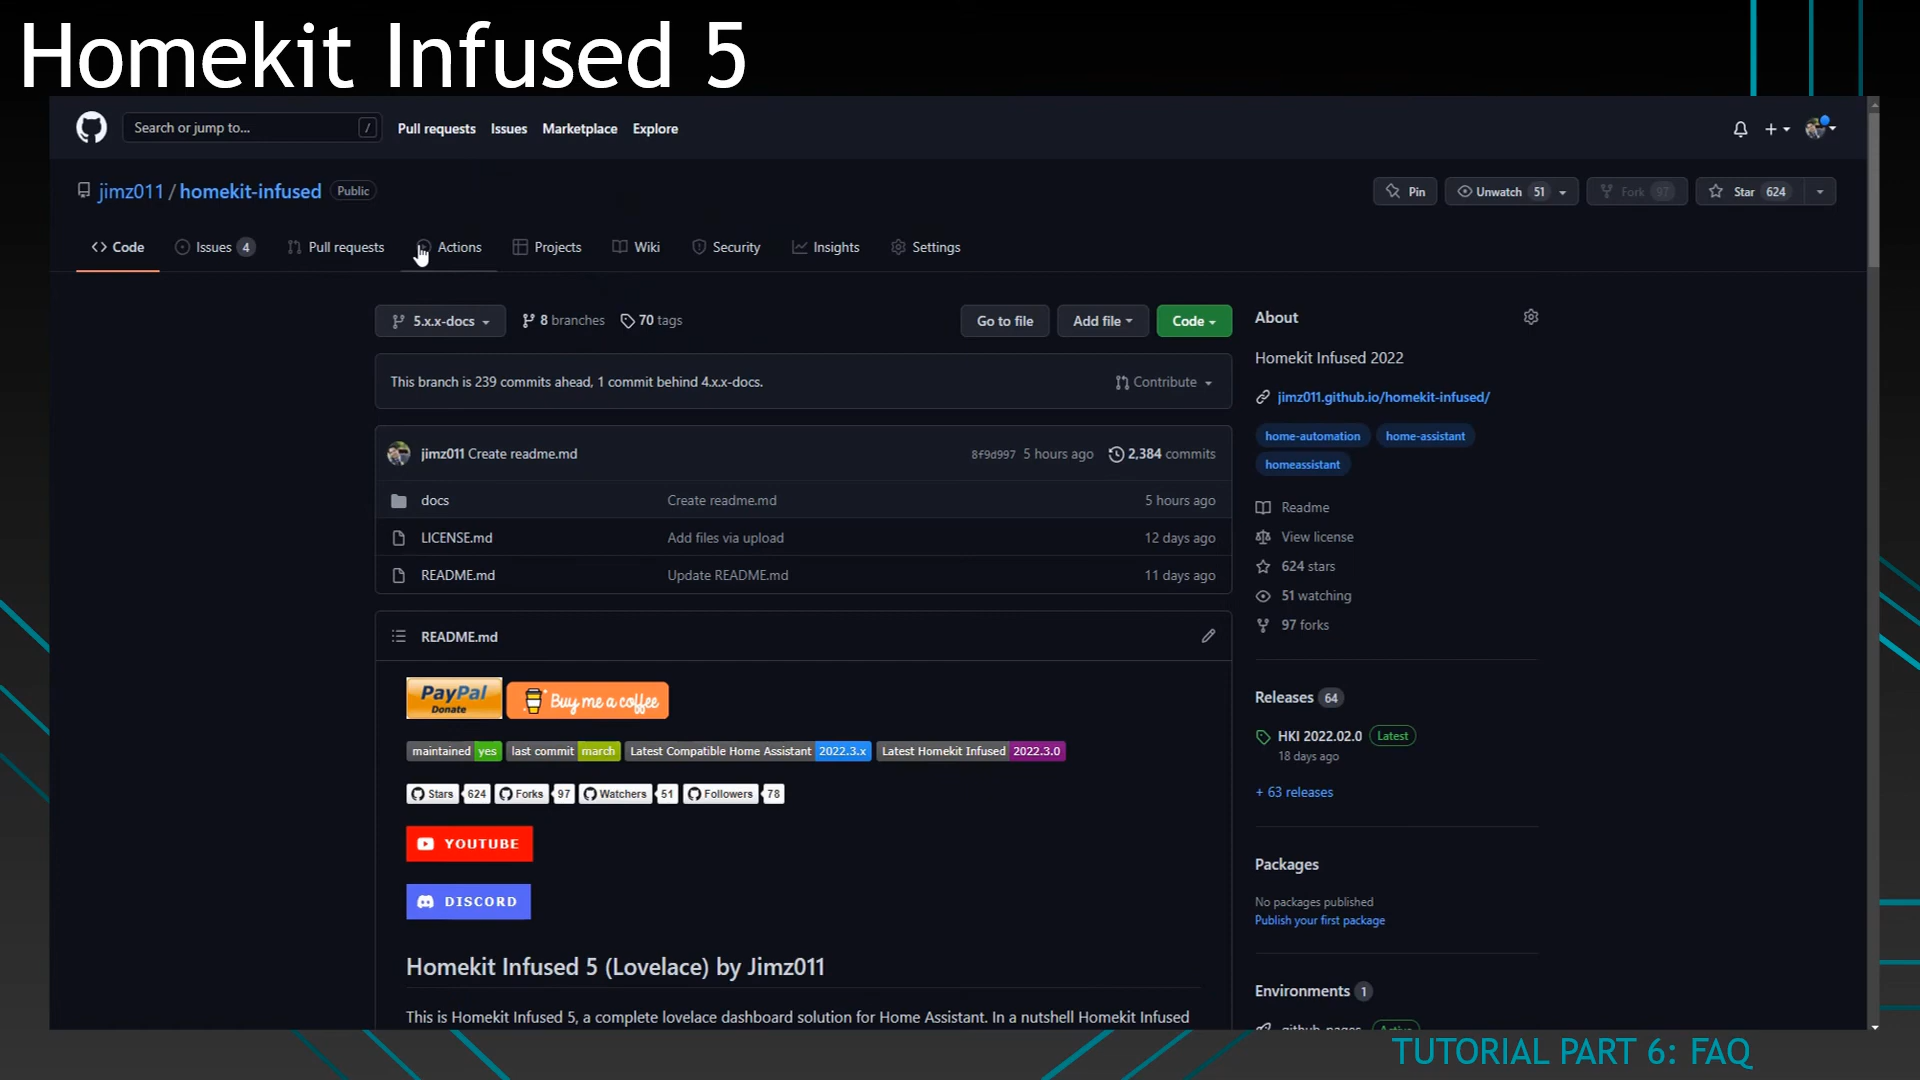 Homekit Infused 5
Search or jump to... /
Pull requests Issues Marketplace Explore
jimz011 / homekit-infused Public
Pin Unwatch 51 Fork 97 Star 624
Code Issues 4 Pull requests Actions Projects Wiki Security Insights Settings
5.x.x-docs 8 branches 70 tags Go to file Add file Code
This branch is 239 commits ahead, 1 commit behind 4.x.x-docs. Contribute
jimz011 Create readme.md 8f9d997 5 hours ago 2,384 commits
docs Create readme.md 5 hours ago
LICENSE.md Add files via upload 12 days ago
README.md Update README.md 11 days ago
README.md
PayPal Donate Buy me a coffee
maintained yes last commit march Latest Compatible Home Assistant 2022.3.x Latest Homekit Infused 2022.3.0
Stars 624 Forks 97 Watchers 51 Followers 78
YOUTUBE
DISCORD
Homekit Infused 5 (Lovelace) by Jimz011
This is Homekit Infused 5, a complete lovelace dashboard solution for Home Assistant. In a nutshell Homekit Infused
About
Homekit Infused 2022
jimz011.github.io/homekit-infused/
home-automation home-assistant
homeassistant
Readme
View license
624 stars
51 watching
97 forks
Releases 64
HKI 2022.02.0 Latest
18 days ago
+ 63 releases
Packages
No packages published
Publish your first package
Environments 1
github-pages Active
TUTORIAL PART 6: FAQ